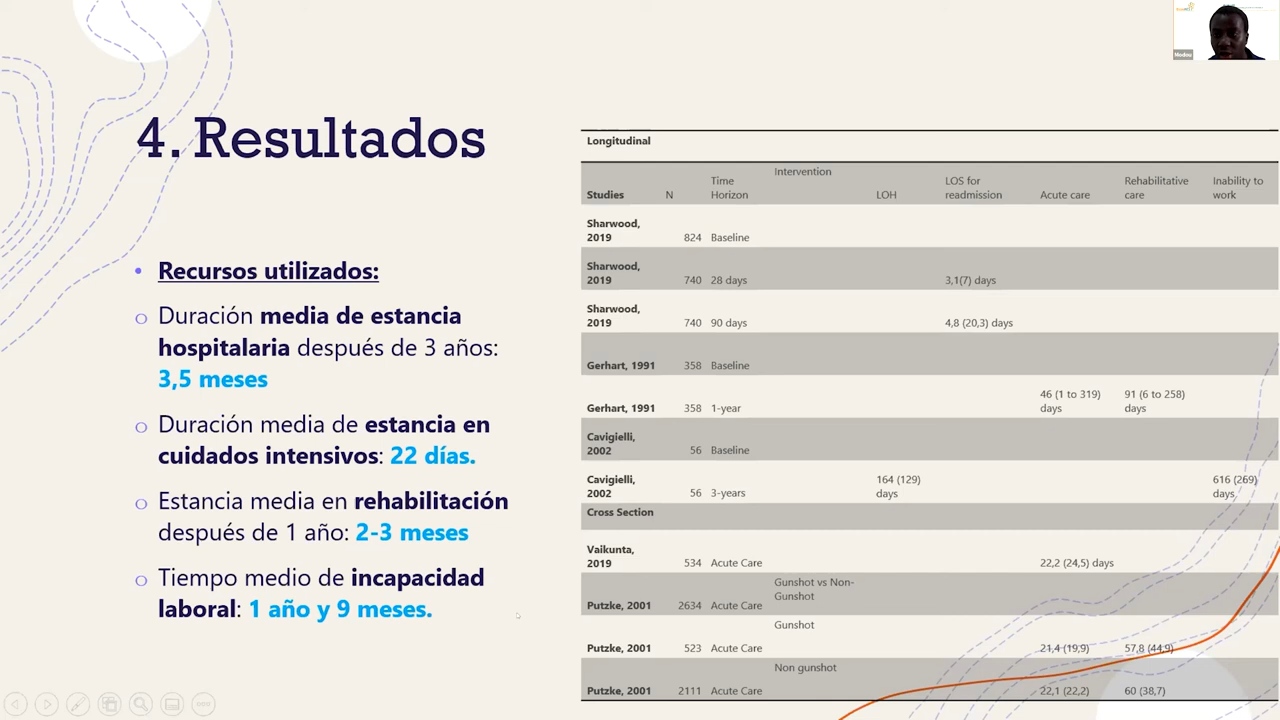 4. Resultados
• Recursos utilizados:
o Duración media de estancia
hospitalaria después de 3 años:
3,5 meses
o Duración media de estancia en
cuidados intensivos: 22 días.
o Estancia media en rehabilitación
después de 1 año: 2-3 meses
o Tiempo medio de incapacidad
laboral: 1 año y 9 meses.
Longitudinal
Studies N Time Horizon Intervention LOH LOS for readmission Acute care Rehabilitative care Inability to work
Sharwood, 2019 824 Baseline
Sharwood, 2019 740 28 days 3,1(7) days
Sharwood, 2019 740 90 days 4,8 (20,3) days
Gerhart, 1991 358 Baseline
Gerhart, 1991 358 1-year 46 (1 to 319) days 91 (6 to 258) days
Cavigielli, 2002 56 Baseline
Cavigielli, 2002 56 3-years 164 (129) days 616 (269) days
Cross Section
Vaikunta, 2019 534 Acute Care 22,2 (24,5) days
Putzke, 2001 2634 Acute Care Gunshot vs Non-Gunshot
Putzke, 2001 523 Acute Care Gunshot 21,4 (19,9) 57,8 (44,9)
Putzke, 2001 2111 Acute Care Non gunshot 22,1 (22,2) 60 (38,7)
Modou